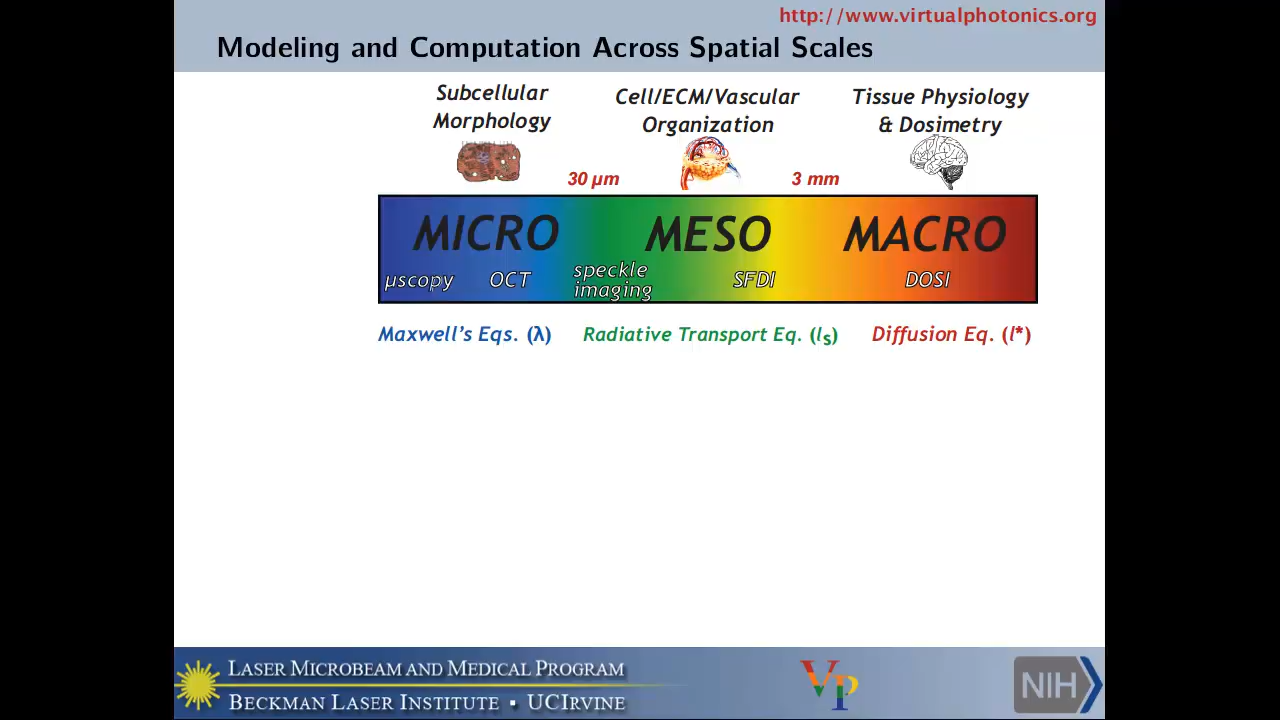 http://www.virtualphotonics.org
Modeling and Computation Across Spatial Scales
Subcellular
Morphology
Cell/ECM/Vascular
Organization
Tissue Physiology
& Dosimetry
30 µm
3 mm
MICRO
MESO
MACRO
µscopy
OCT
speckle
imaging
SFDI
DOSI
Maxwell's Eqs. (λ)
Radiative Transport Eq. (ls)
Diffusion Eq. (l*)
LASER MICROBEAM AND MEDICAL PROGRAM
BECKMAN LASER INSTITUTE ▪ UCIRVINE
VP
NIH